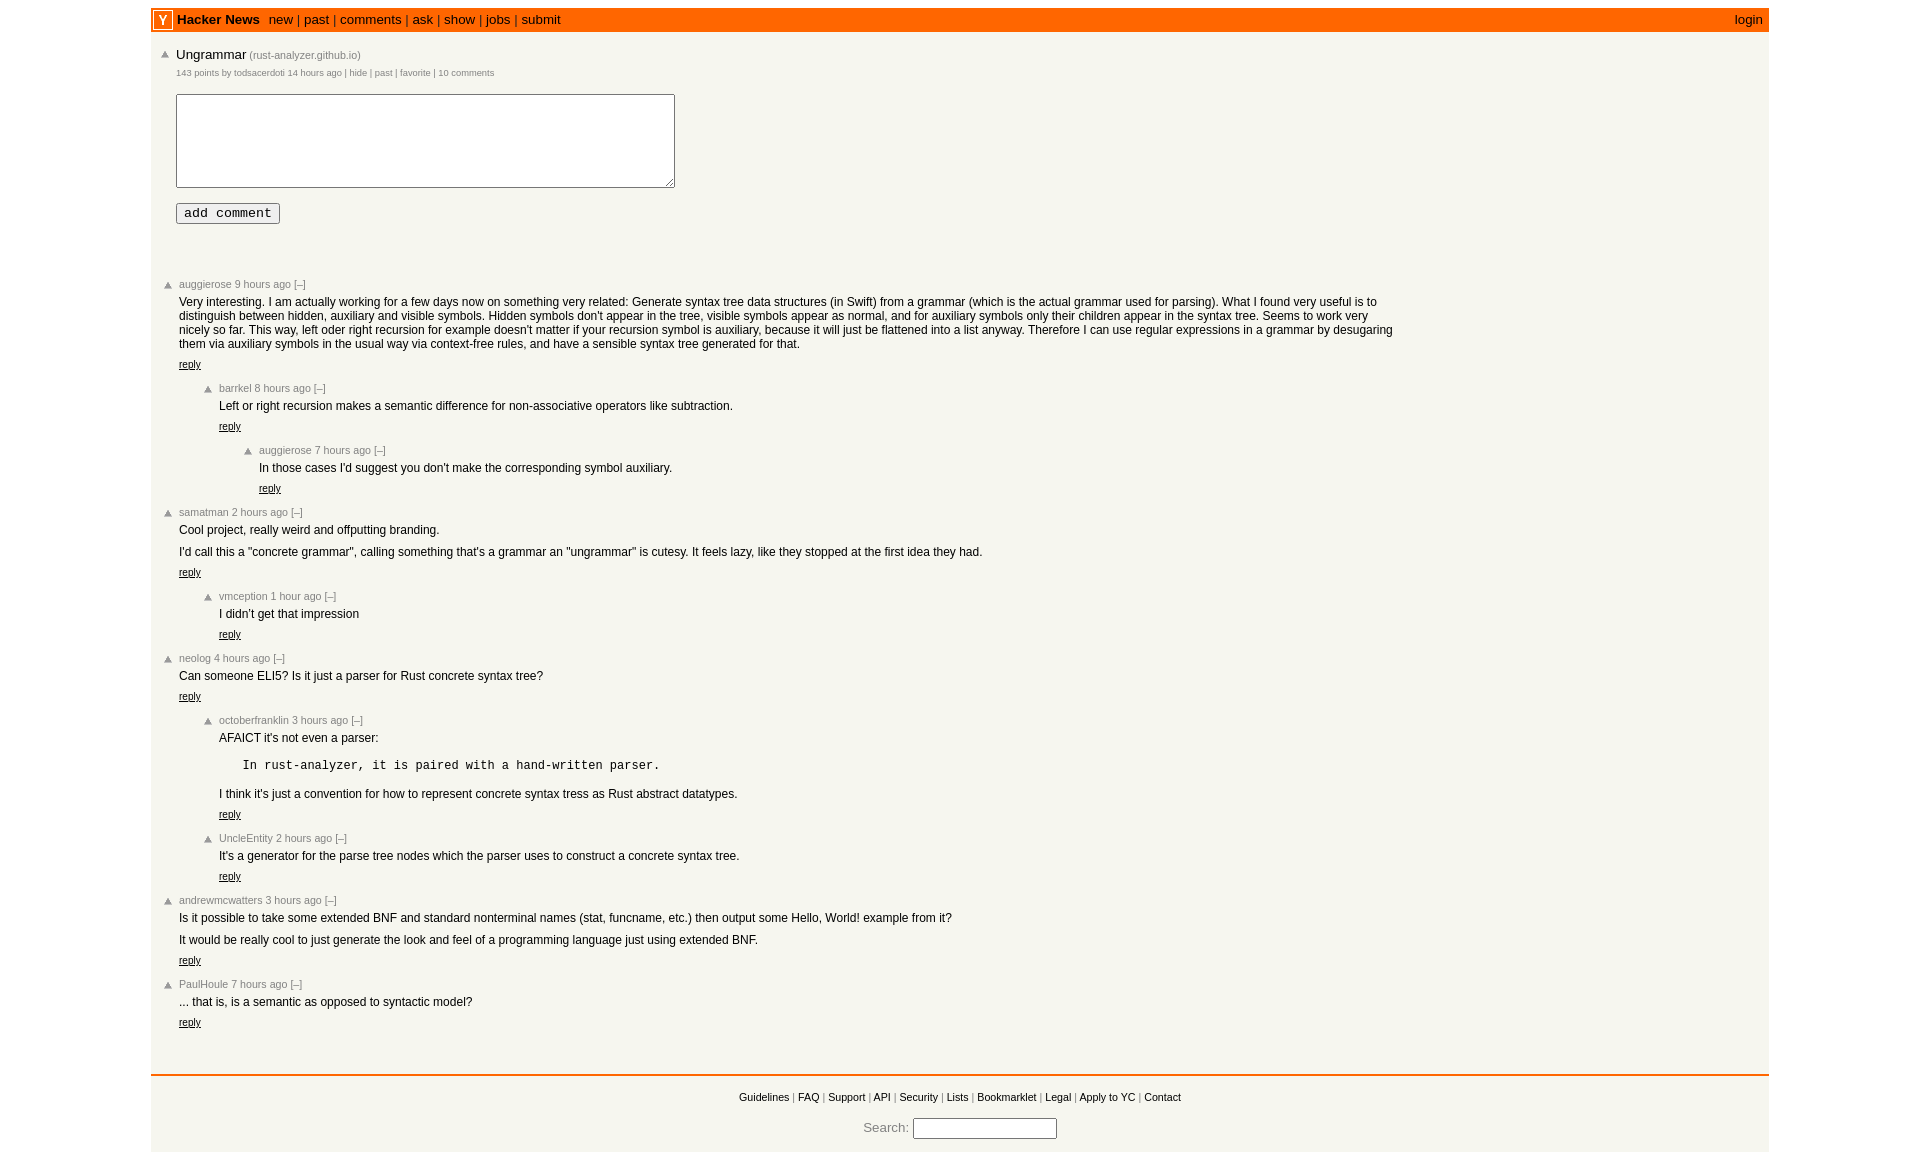 Y Hacker News new | past | comments | ask | show | jobs | submit login
Ungrammar (rust-analyzer.github.io)
143 points by todsacerdoti 14 hours ago | hide | past | favorite | 10 comments
add comment
auggierose 9 hours ago [–]
Very interesting. I am actually working for a few days now on something very related: Generate syntax tree data structures (in Swift) from a grammar (which is the actual grammar used for parsing). What I found very useful is to
distinguish between hidden, auxiliary and visible symbols. Hidden symbols don't appear in the tree, visible symbols appear as normal, and for auxiliary symbols only their children appear in the syntax tree. Seems to work very
nicely so far. This way, left oder right recursion for example doesn't matter if your recursion symbol is auxiliary, because it will just be flattened into a list anyway. Therefore I can use regular expressions in a grammar by desugaring
them via auxiliary symbols in the usual way via context-free rules, and have a sensible syntax tree generated for that.
reply
barrkel 8 hours ago [–]
Left or right recursion makes a semantic difference for non-associative operators like subtraction.
reply
auggierose 7 hours ago [–]
In those cases I'd suggest you don't make the corresponding symbol auxiliary.
reply
samatman 2 hours ago [–]
Cool project, really weird and offputting branding.
I'd call this a "concrete grammar", calling something that's a grammar an "ungrammar" is cutesy. It feels lazy, like they stopped at the first idea they had.
reply
vmception 1 hour ago [–]
I didn’t get that impression
reply
neolog 4 hours ago [–]
Can someone ELI5? Is it just a parser for Rust concrete syntax tree?
reply
octoberfranklin 3 hours ago [–]
AFAICT it's not even a parser:
In rust-analyzer, it is paired with a hand-written parser.
I think it's just a convention for how to represent concrete syntax tress as Rust abstract datatypes.
reply
UncleEntity 2 hours ago [–]
It's a generator for the parse tree nodes which the parser uses to construct a concrete syntax tree.
reply
andrewmcwatters 3 hours ago [–]
Is it possible to take some extended BNF and standard nonterminal names (stat, funcname, etc.) then output some Hello, World! example from it?
It would be really cool to just generate the look and feel of a programming language just using extended BNF.
reply
PaulHoule 7 hours ago [–]
... that is, is a semantic as opposed to syntactic model?
reply
Guidelines | FAQ | Support | API | Security | Lists | Bookmarklet | Legal | Apply to YC | Contact
Search: